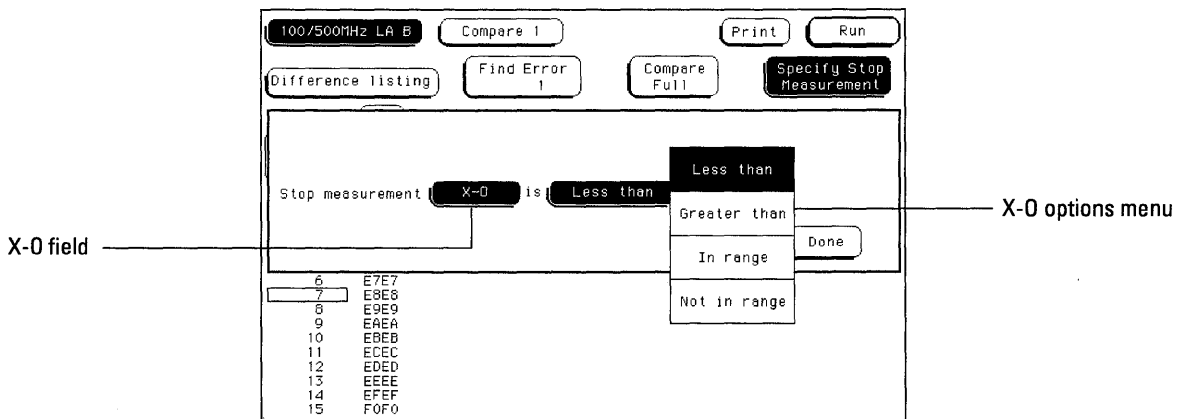 100/500MHz LA B Compare 1 Print Run
Difference listing Find Error 1 Compare Full Specify Stop Measurement
Less than
Stop measurement X-O is Less than
Greater than
X-O options menu
X-O field
Done
In range
Not in range
6 E7E7
7 E8E8
8 E9E9
9 EAEA
10 EBEB
11 ECEC
12 EDED
13 EEEE
14 EFEF
15 F0F0